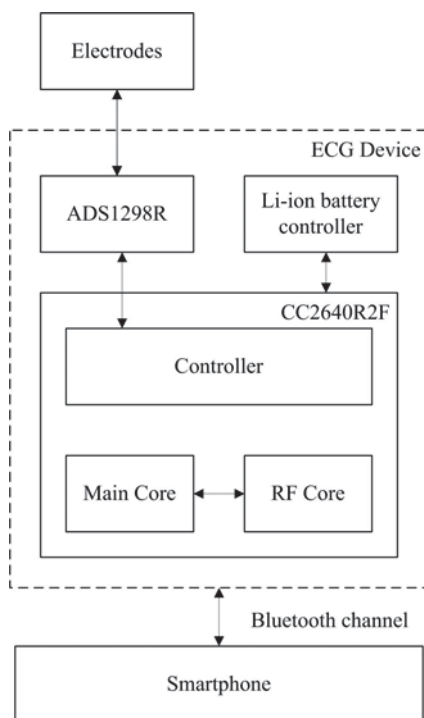 Electrodes
ECG Device
ADS1298R
Li-ion battery
controller
CC2640R2F
Controller
Main Core
RF Core
Bluetooth channel
Smartphone